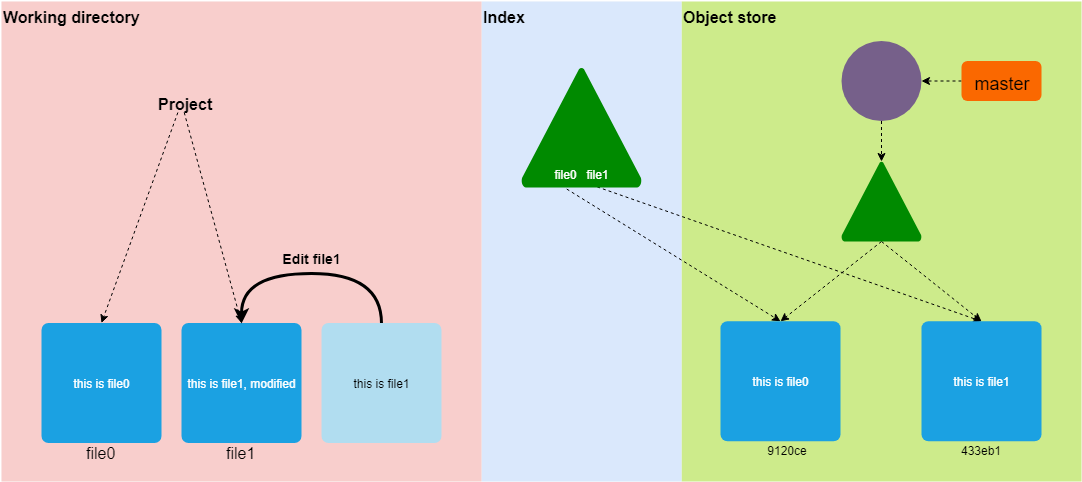 Working directory
Index
Object store
Project
master
file0 file1
Edit file1
this is file0
this is file1, modified
this is file1
this is file0
this is file1
file0
file1
9120ce
433eb1